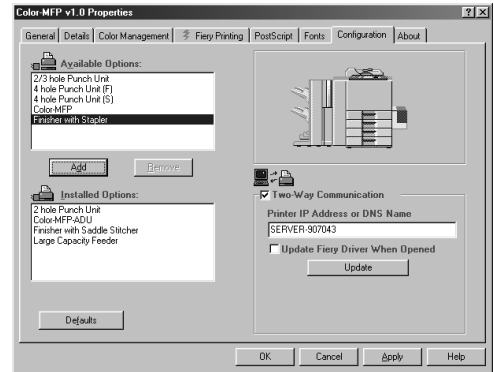 Color-MFP v1.0 Properties
General Details Color Management Fiery Printing PostScript Fonts Configuration About
Available Options:
2/3 hole Punch Unit
4 hole Punch Unit (F)
4 hole Punch Unit (S)
Color-MFP
Finisher with Stapler
Add Remove
Installed Options:
2 hole Punch Unit
Color-MFP-ADU
Finisher with Saddle Stitcher
Large Capacity Feeder
Defaults
Two-Way Communication
Printer IP Address or DNS Name
SERVER-907043
Update Fiery Driver When Opened
Update
OK Cancel Apply Help